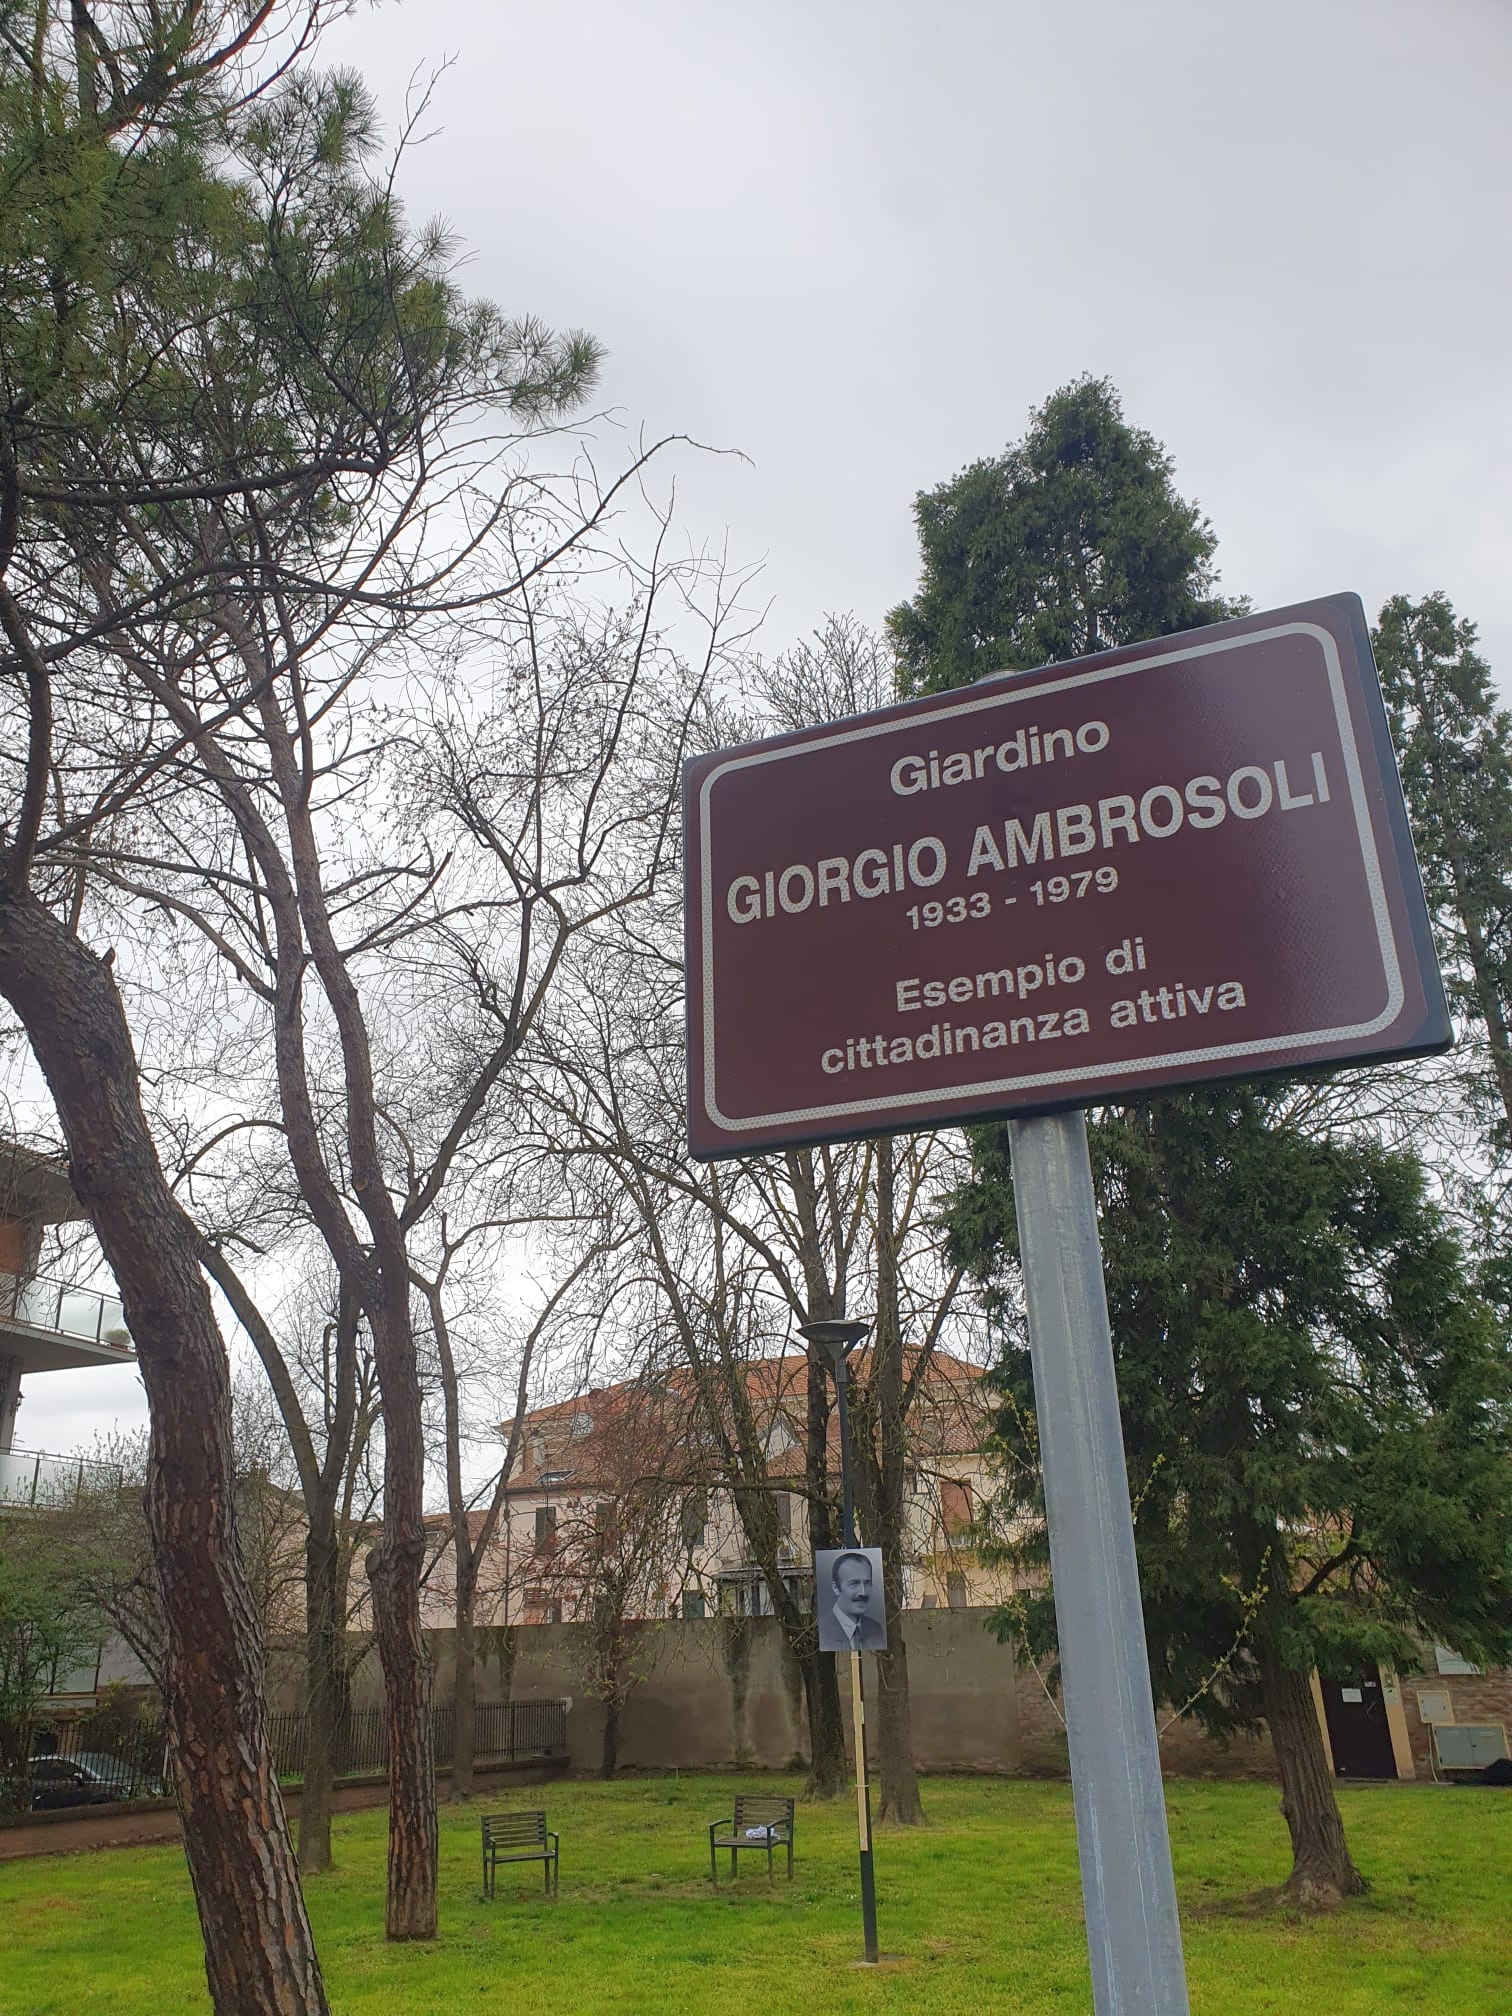 Giardino
GIORGIO AMBROSOLI
1933 - 1979
Esempio di
cittadinanza attiva